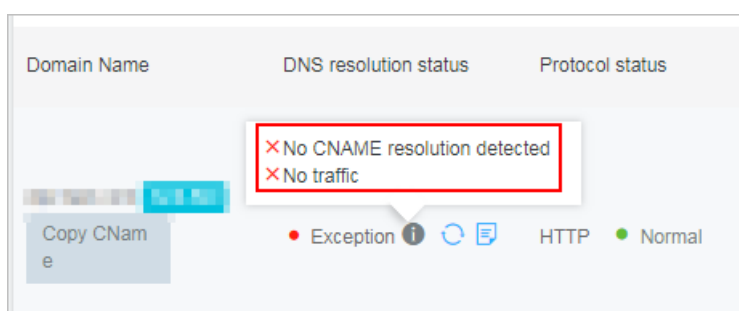 Domain Name DNS resolution status Protocol status
×No CNAME resolution detected
×No traffic
Copy CNam
e
Exception HTTP Normal